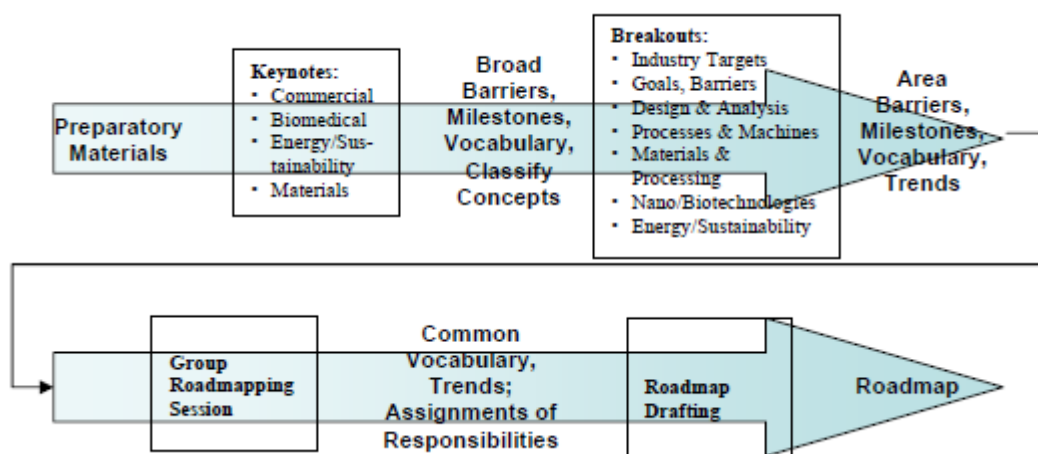 Preparatory
Materials
Keynotes:
▪ Commercial
▪ Biomedical
▪ Energy/Sus-
tainability
▪ Materials
Broad
Barriers,
Milestones,
Vocabulary,
Classify
Concepts
Breakouts:
▪ Industry Targets
▪ Goals, Barriers
▪ Design & Analysis
▪ Processes & Machines
▪ Materials &
Processing
▪ Nano/Biotechnologies
▪ Energy/Sustainability
Area
Barriers,
Milestones,
Vocabulary,
Trends
Group
Roadmapping
Session
Common
Vocabulary,
Trends;
Assignments of
Responsibilities
Roadmap
Drafting
Roadmap